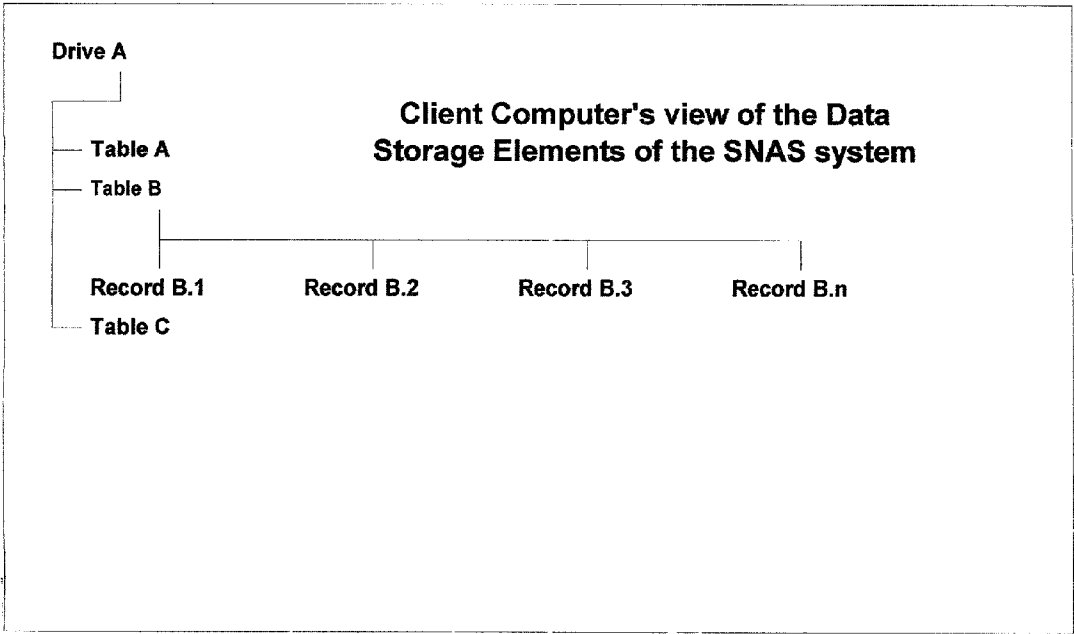 Drive A
Client Computer's view of the Data
Storage Elements of the SNAS system
Table A
Table B
Record B.1 Record B.2 Record B.3 Record B.n
Table C